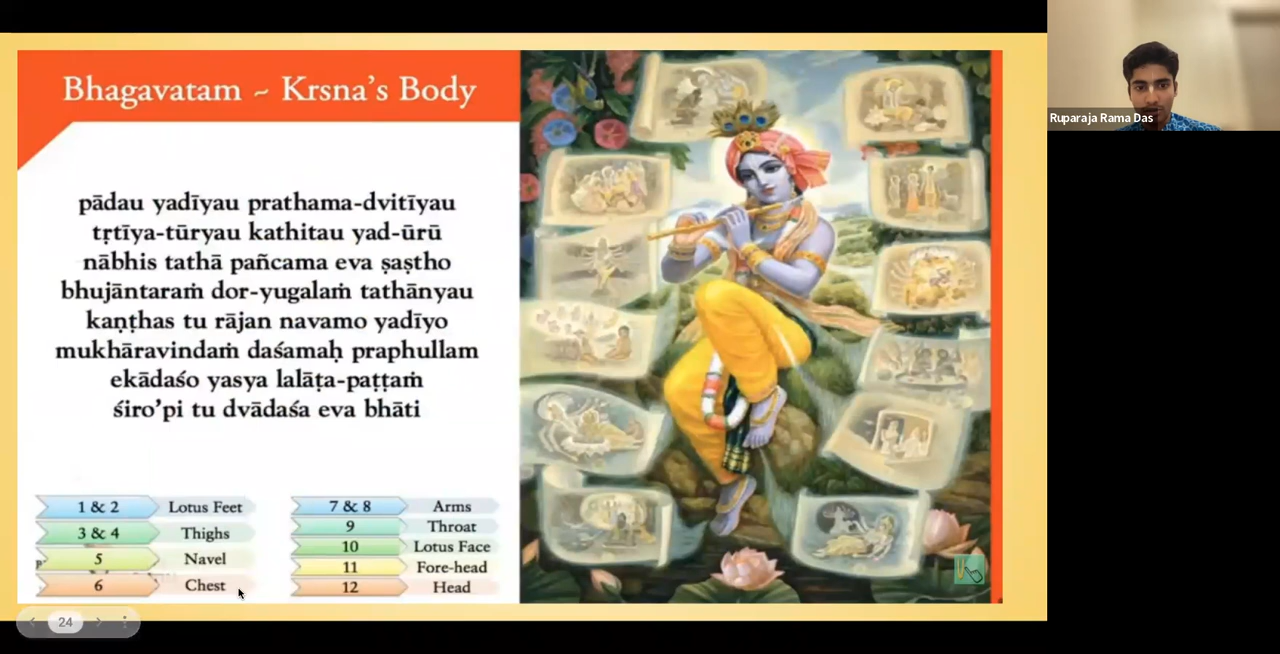 Bhagavatam ~ Krsna's Body
pādau yadīyau prathama-dvitīyau
tṛtīya-tūryau kathitau yad-ūrū
nābhis tathā pañcama eva ṣaṣtho
bhujāntaraṁ dor-yugalaṁ tathānyau
kaṇṭhas tu rājan navamo yadīyo
mukhāravindaṁ daśamaḥ praphullam
ekādaśo yasya lalāṭa-paṭṭaṁ
śiro'pi tu dvādaśa eva bhāti
1 & 2 Lotus Feet
3 & 4 Thighs
5 Navel
6 Chest
7 & 8 Arms
9 Throat
10 Lotus Face
11 Fore-head
12 Head
24
Ruparaja Rama Das